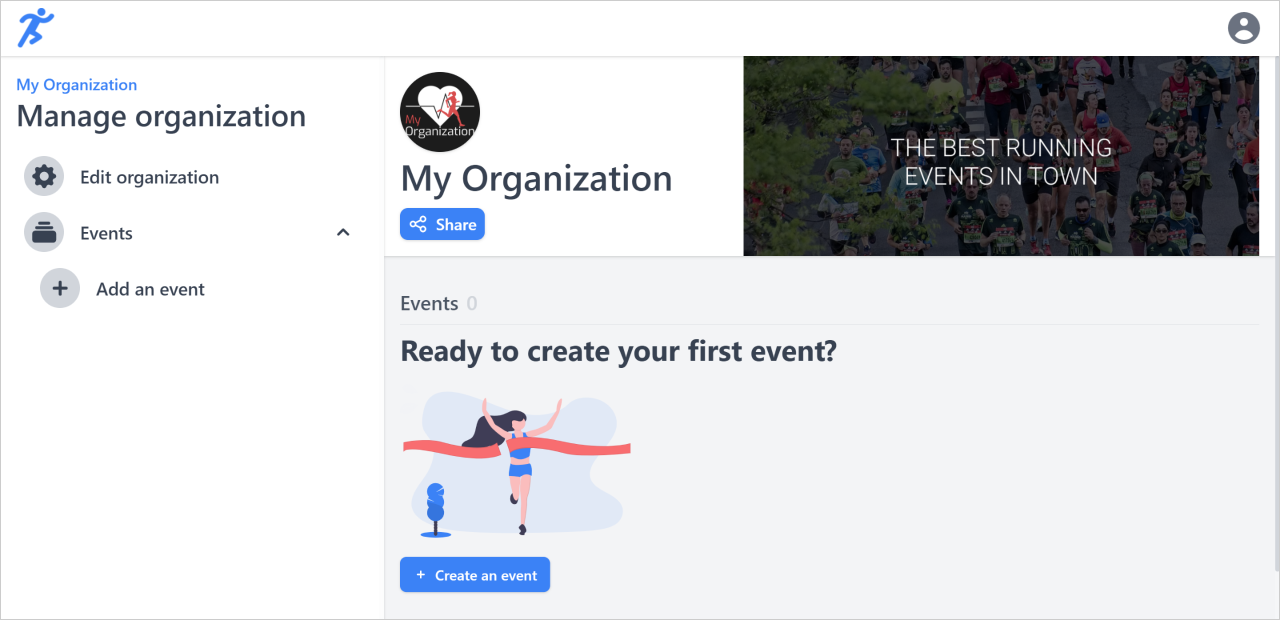 My Organization
Manage organization
Edit organization
Events
Add an event
My
Organization
My Organization
Share
THE BEST RUNNING
EVENTS IN TOWN
Events 0
Ready to create your first event?
Create an event